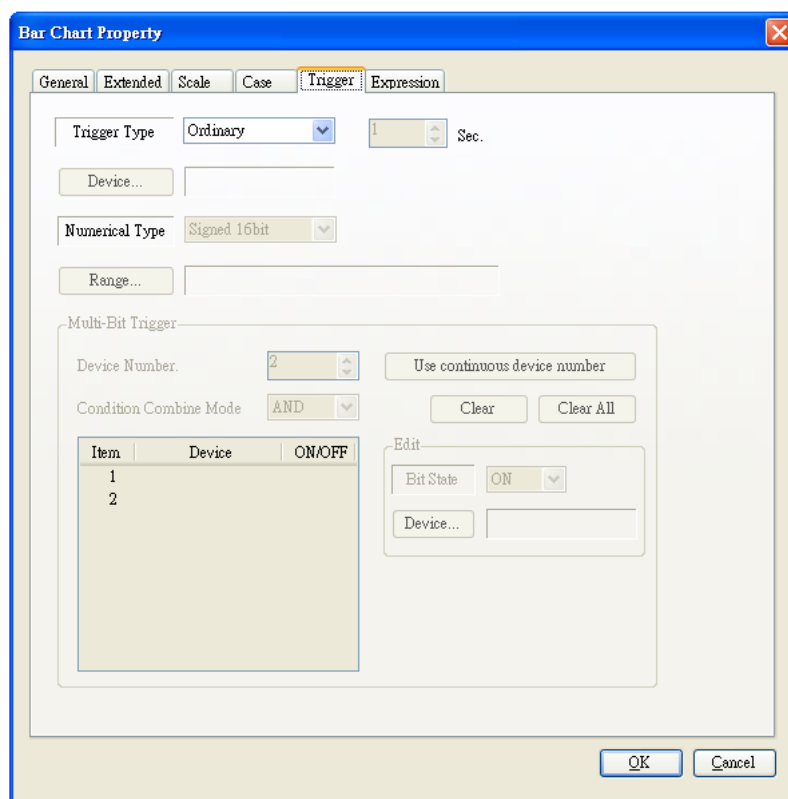 Bar Chart Property
General Extended Scale Case Trigger Expression
Trigger Type Ordinary 1 Sec.
Device...
Numerical Type Signed 16bit
Range...
Multi-Bit Trigger
Device Number. 2 Use continuous device number
Condition Combine Mode AND Clear Clear All
Item Device ON/OFF
1
2
Edit
Bit State ON
Device...
OK Cancel